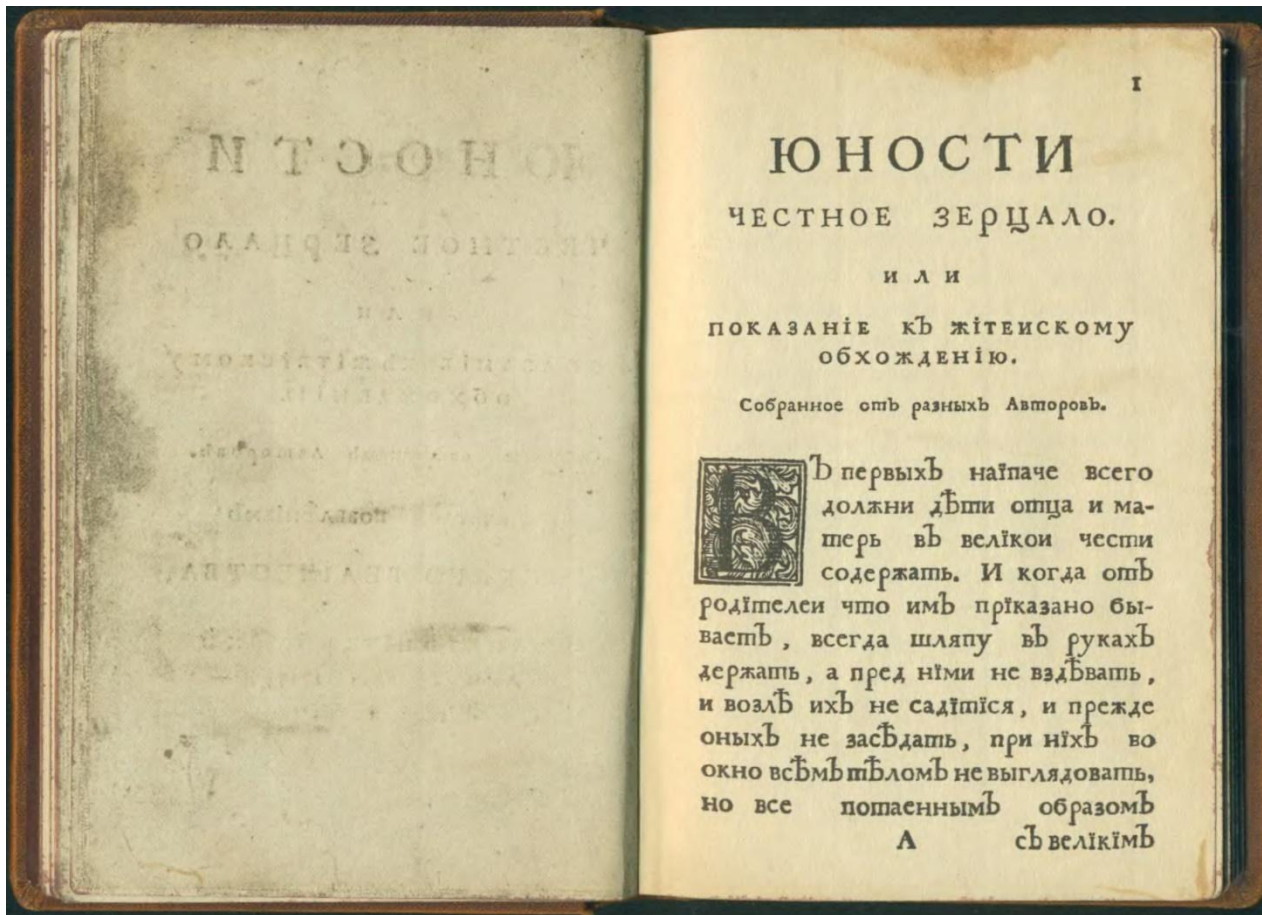 1
ЮНОСТИ
ЧЕСТНОЕ ЗЕРЦАЛО.
ИЛИ
ПОКАЗАНІЕ КЪ ЖІТЕИСКОМУ
ОБХОЖДЕНІЮ.
Собранное отЪ разныхЪ АвторовЪ.
ВЪ первыхЪ наіпаче всего
должни дѣти отца и ма-
терь вЪ велікои чести
содержать. И когда отЪ
родітелеи что имЪ пріказано бы-
ваетЪ, всегда шляпу вЪ рукахЪ
держать, а пред німи не вздѣвать,
и возлѣ ихЪ не садітіся, и прежде
оныхЪ не засѣдать, при ніхЪ во
окно всѣмЪ тѣломЪ не выглядовать,
но все потаеннымЪ образомЪ
А сЪ велікімЪ